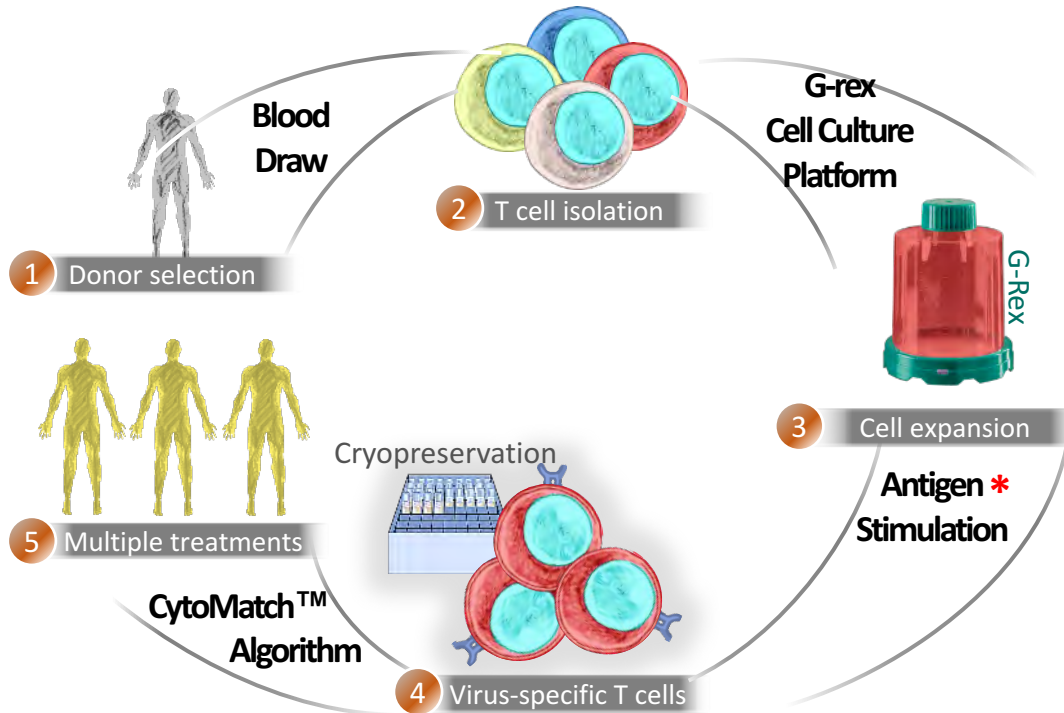 Blood
Draw
1 Donor selection
2 T cell isolation
G-rex
Cell Culture
Platform
G-Rex
3 Cell expansion
Antigen *
Stimulation
Cryopreservation
4 Virus-specific T cells
CytoMatch™
Algorithm
5 Multiple treatments